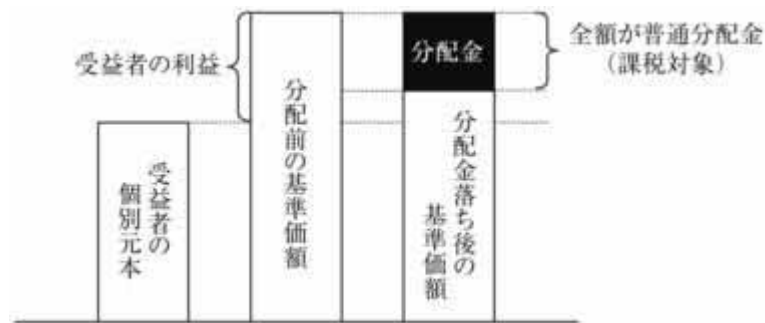 受益者の利益
分配金
全額が普通分配金
（課税対象）
受益者の
個別元本
分配前の基準価額
分配金落ち後の
基準価額